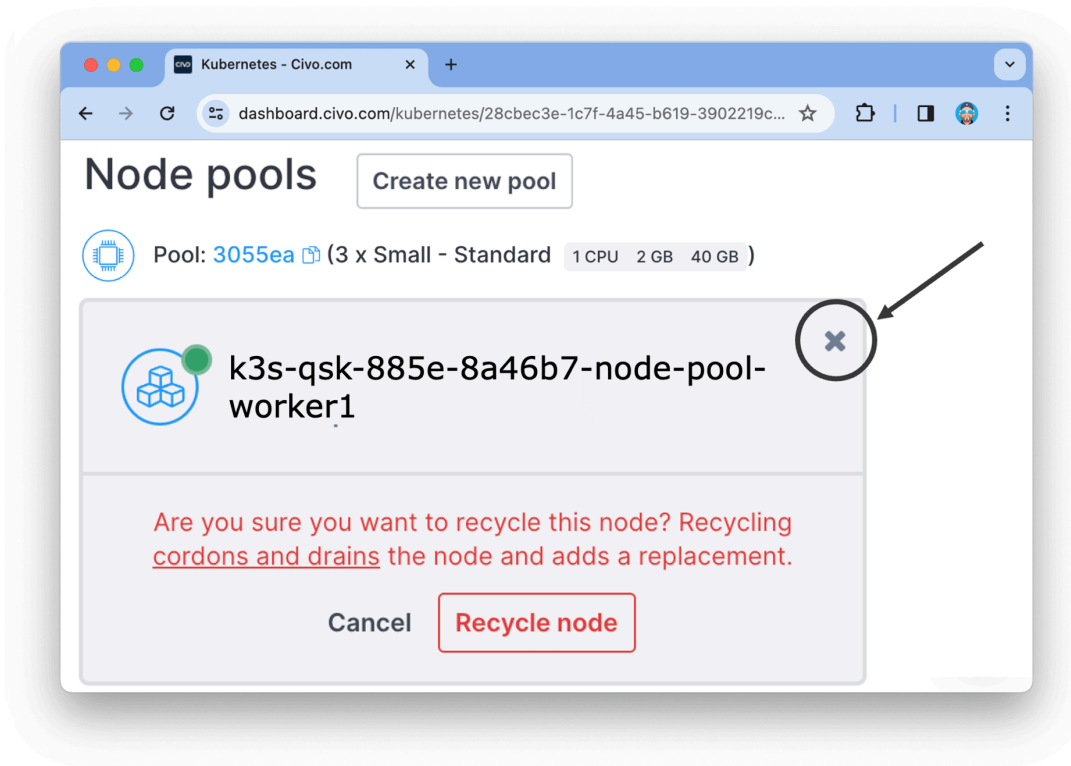 CIVO
Kubernetes - Civo.com
dashboard.civo.com/kubernetes/28cbec3e-1c7f-4a45-b619-3902219c...
Node pools
Create new pool
Pool: 3055ea (3 x Small - Standard 1 CPU 2 GB 40 GB )
k3s-qsk-885e-8a46b7-node-pool-
worker1
Are you sure you want to recycle this node? Recycling
cordons and drains the node and adds a replacement.
Cancel
Recycle node